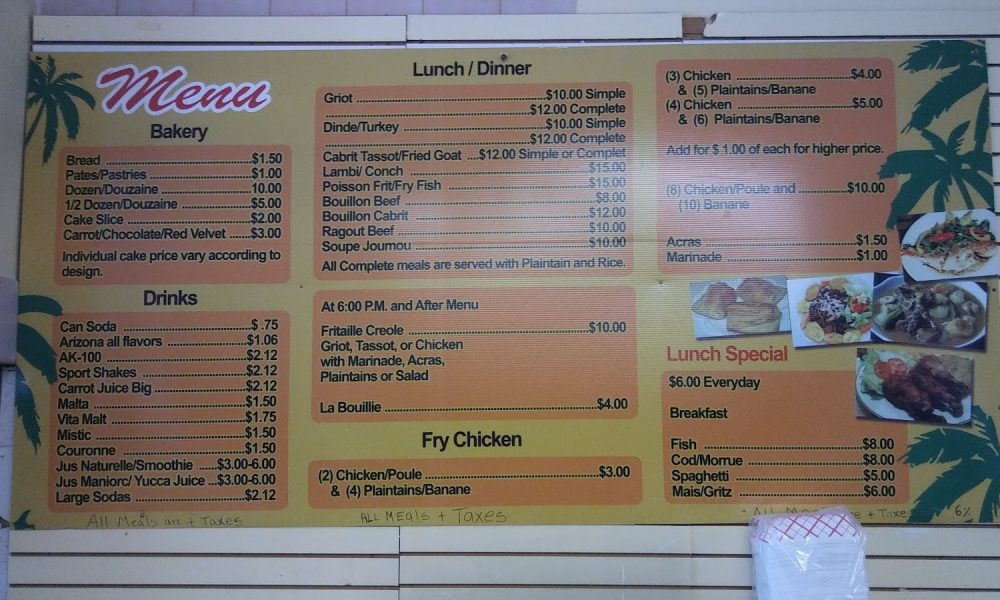 Menu
Bakery
Bread ........................ $1.50
Pates/Pastries ........................ $1.00
Dozen/Douzaine ........................ 10.00
1/2 Dozen/Douzaine ........................ $5.00
Cake Slice ........................ $2.00
Carrot/Chocolate/Red Velvet ..... $3.00
Individual cake price vary according to
design.
Drinks
Can Soda ........................ $ .75
Arizona all flavors ........................ $1.06
AK-100 ........................ $2.12
Sport Shakes ........................ $2.12
Carrot Juice Big ........................ $2.12
Malta ........................ $1.50
Vita Malt ........................ $1.75
Mistic ........................ $1.50
Couronne ........................ $1.50
Jus Naturelle/Smoothie ..... $3.00-6.00
Jus Maniorc/ Yucca Juice ... $3.00-6.00
Large Sodas ........................ $2.12
All Meals are + Taxes
Lunch / Dinner
Griot ........................ $10.00 Simple
........................ $12.00 Complete
Dinde/Turkey ........................ $10.00 Simple
........................ $12.00 Complete
Cabrit Tassot/Fried Goat .... $12.00 Simple or Complet
Lambi/ Conch ........................ $15.00
Poisson Frit/Fry Fish ........................ $15.00
Bouillon Beef ........................ $8.00
Bouillon Cabrit ........................ $12.00
Ragout Beef ........................ $10.00
Soupe Joumou ........................ $10.00
All Complete meals are served with Plaintain and Rice.
At 6:00 P.M. and After Menu
Fritaille Creole ........................ $10.00
Griot, Tassot, or Chicken
with Marinade, Acras,
Plaintains or Salad
La Bouillie ........................ $4.00
Fry Chicken
(2) Chicken/Poule ........................ $3.00
& (4) Plaintains/Banane
ALL MEals + Taxes
(3) Chicken ........................ $4.00
& (5) Plaintains/Banane
(4) Chicken ........................ $5.00
& (6) Plaintains/Banane
Add for $ 1.00 of each for higher price.
(8) Chicken/Poule and ............ $10.00
(10) Banane
Acras ........................ $1.50
Marinade ........................ $1.00
Lunch Special
$6.00 Everyday
Breakfast
Fish ........................ $8.00
Cod/Morrue ........................ $8.00
Spaghetti ........................ $5.00
Mais/Gritz ........................ $6.00
All + Taxes 6%